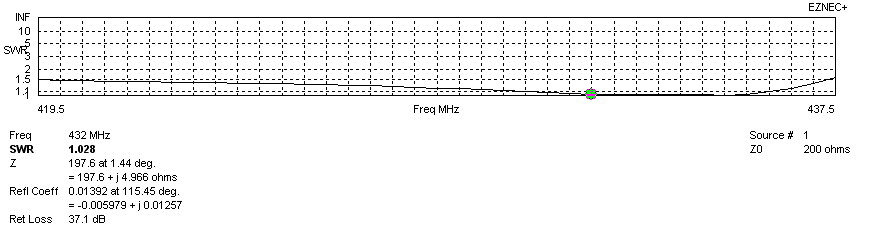 EZNEC+
INF
10
5
SWR
3
2
1.5
1.1
419.5 Freq MHz 437.5
Freq 432 MHz Source # 1
SWR 1.028 Z0 200 ohms
Z 197.6 at 1.44 deg.
= 197.6 + j 4.966 ohms
Refl Coeff 0.01392 at 115.45 deg.
= -0.005979 + j 0.01257
Ret Loss 37.1 dB